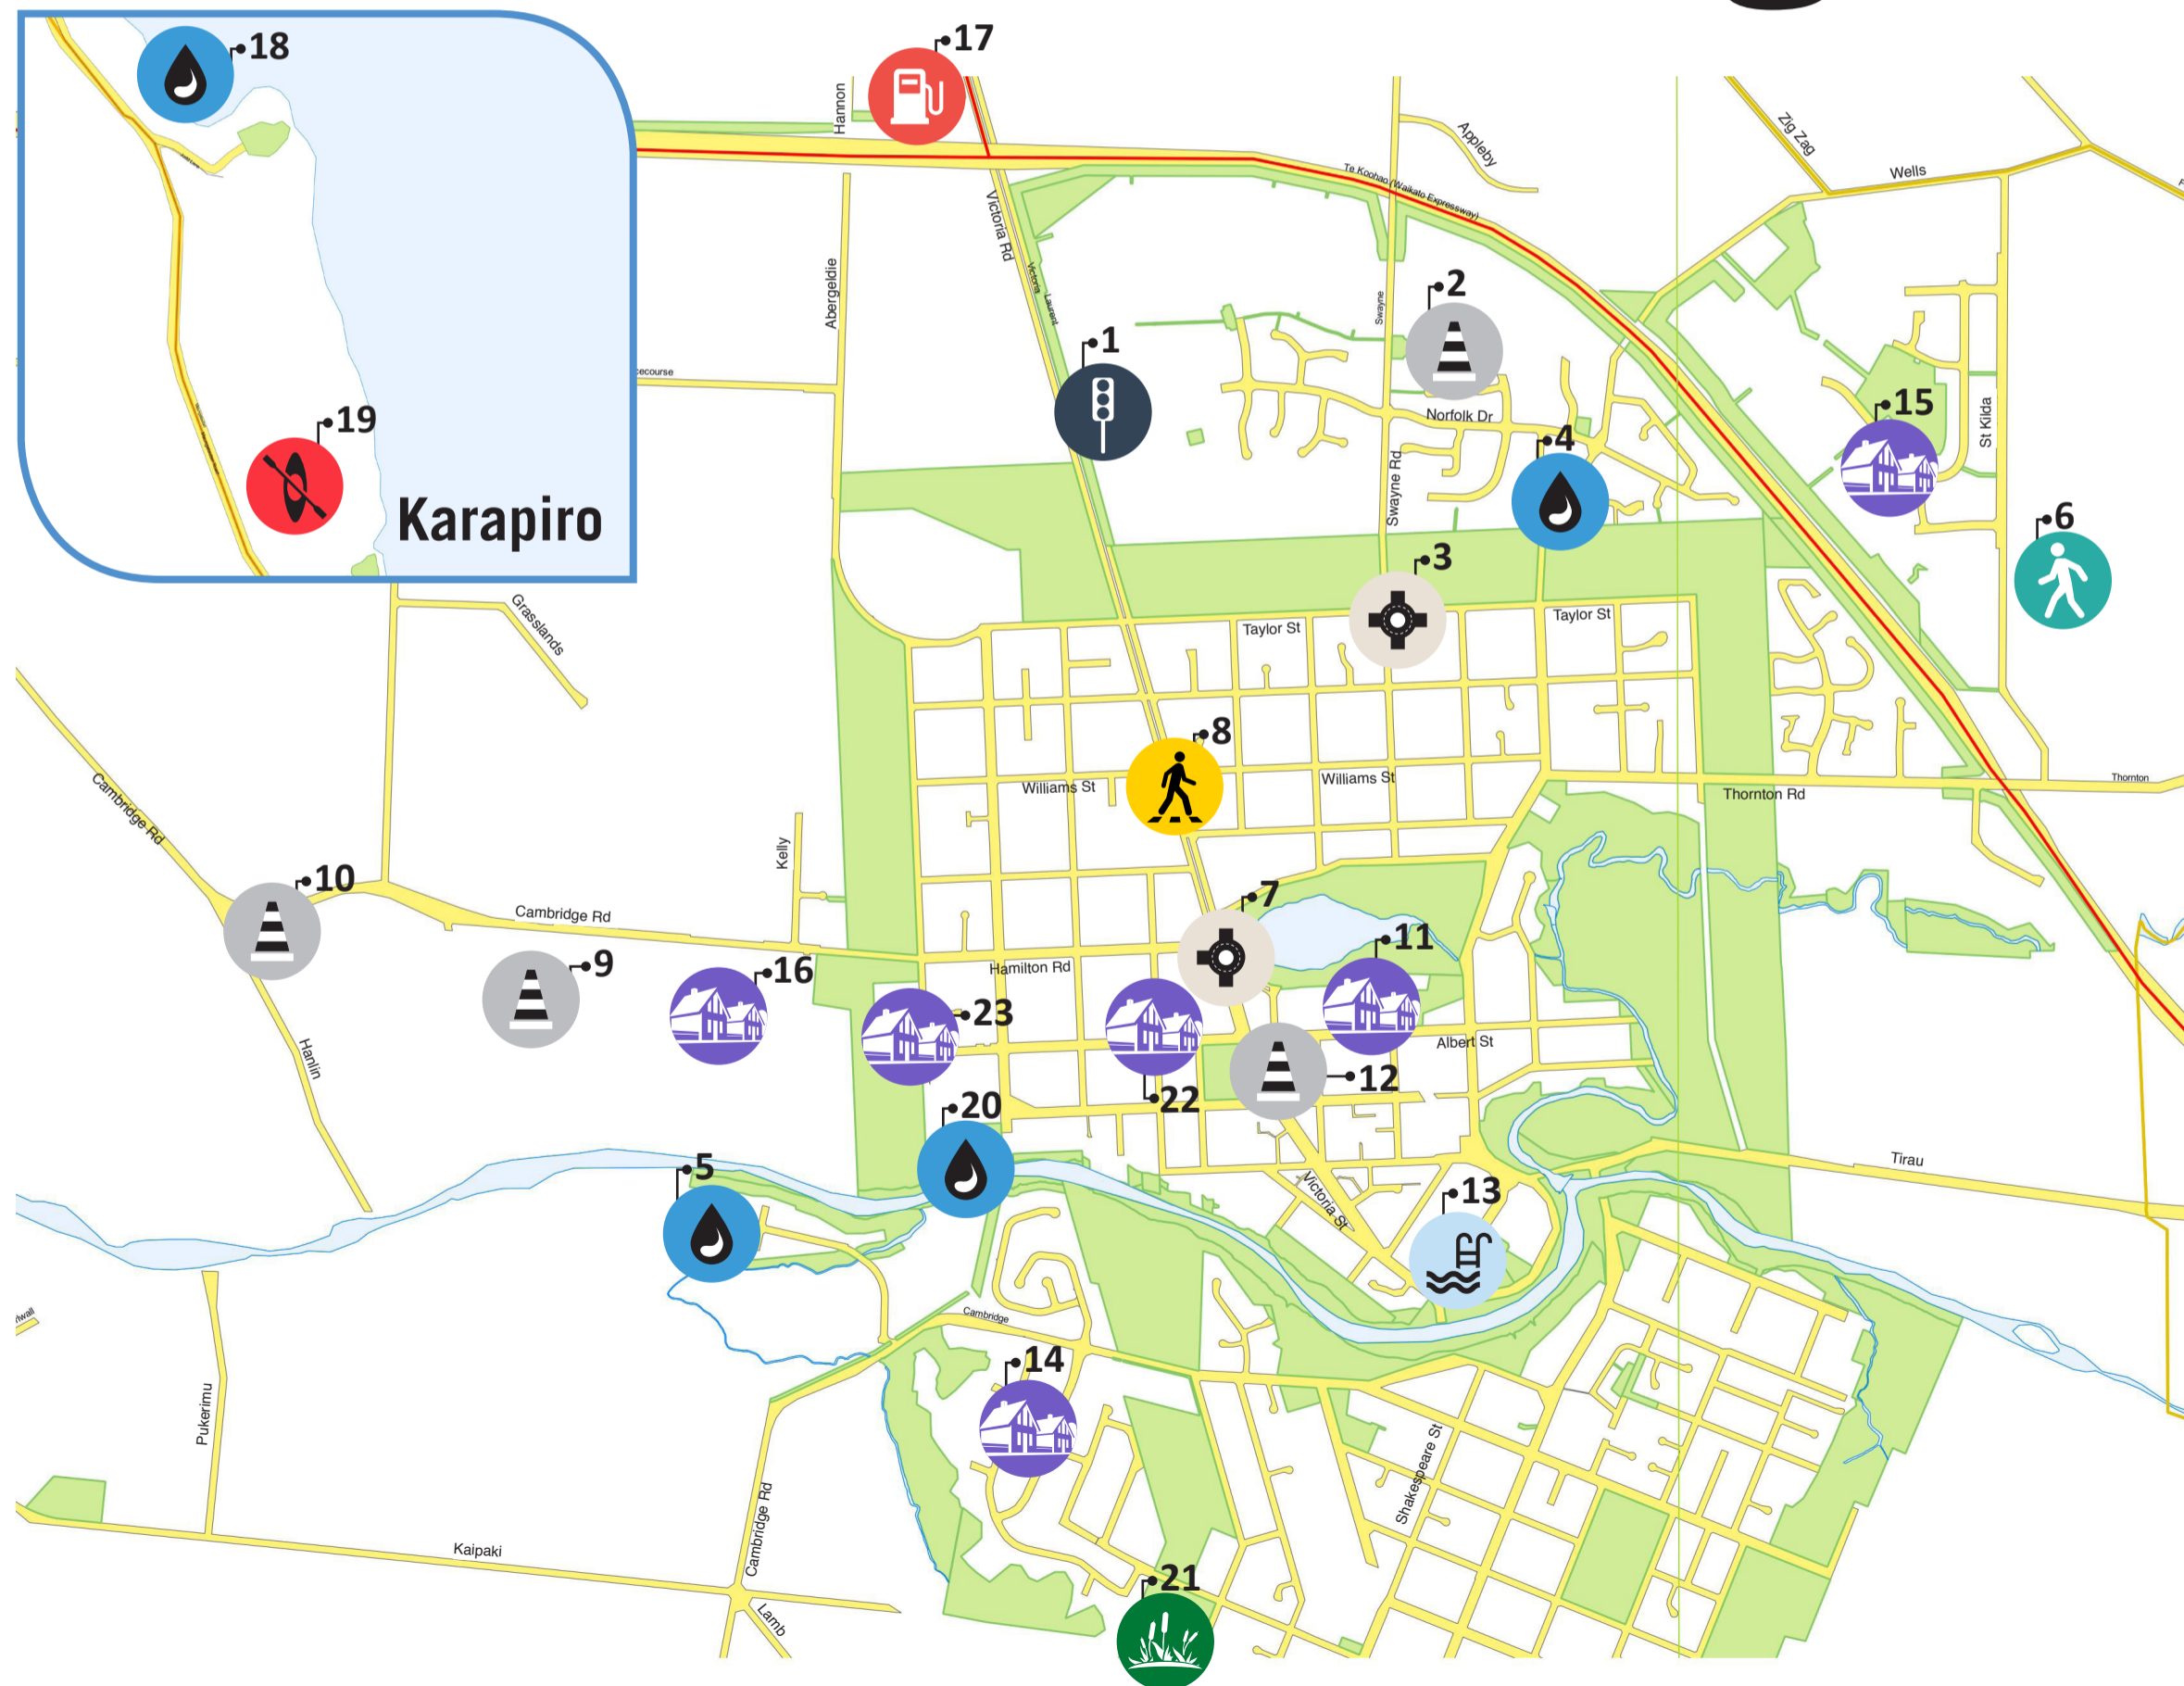 18
17
Hannon
Appleby
Zig Zag
Wells
Te Koohao (Waikato Expressway)
Victoria Rd
Abergeldie
Victoria
Laurent
Swayne
2
1
19
15
St Kilda
Norfolk Dr
4
Swayne Rd
Karapiro
6
3
Grasslands
Taylor St
Taylor St
8
Williams St
Williams St
Thornton Rd
Thornton
Cambridge Rd
Kelly
10
7
Cambridge Rd
11
9
16
Hamilton Rd
23
Albert St
Hanlin
12
22
20
5
Tirau
13
Victoria St
Cambridge
14
Pukerimu
Shakespeare St
Cambridge Rd
Kaipaki
21
Lamb